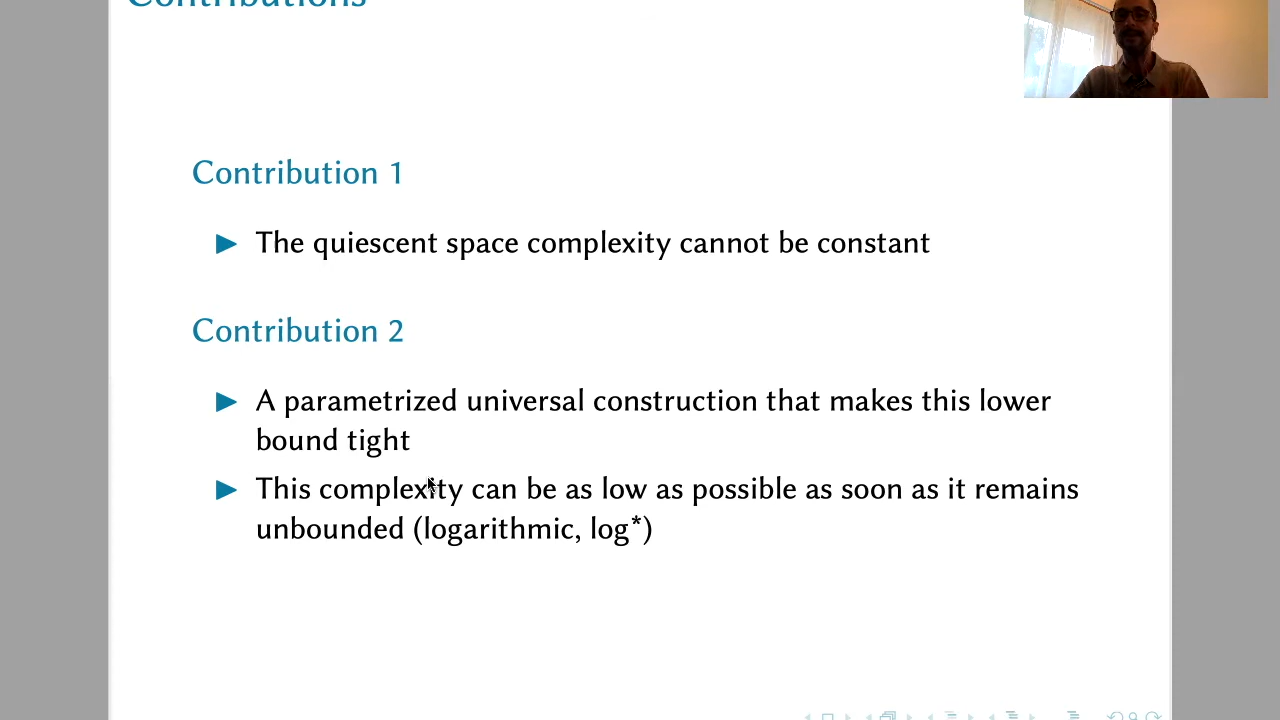 Contributions
Contribution 1
The quiescent space complexity cannot be constant
Contribution 2
A parametrized universal construction that makes this lower
bound tight
This complexity can be as low as possible as soon as it remains
unbounded (logarithmic, log*)